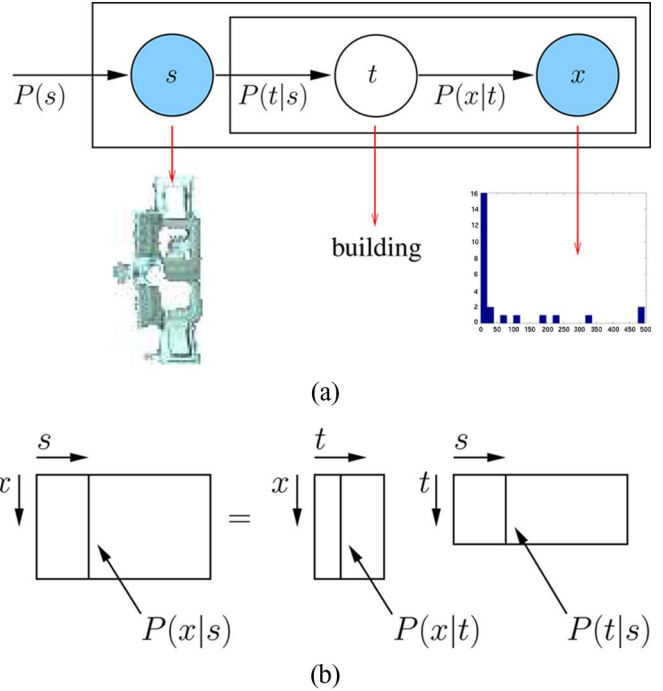 s t x
P(s) P(t|s) P(x|t)
building
16
14
12
10
8
6
4
2
0
0 50 100 150 200 250 300 350 400 450 500
(a)
s t s
x = x t
P(x|s) P(x|t) P(t|s)
(b)